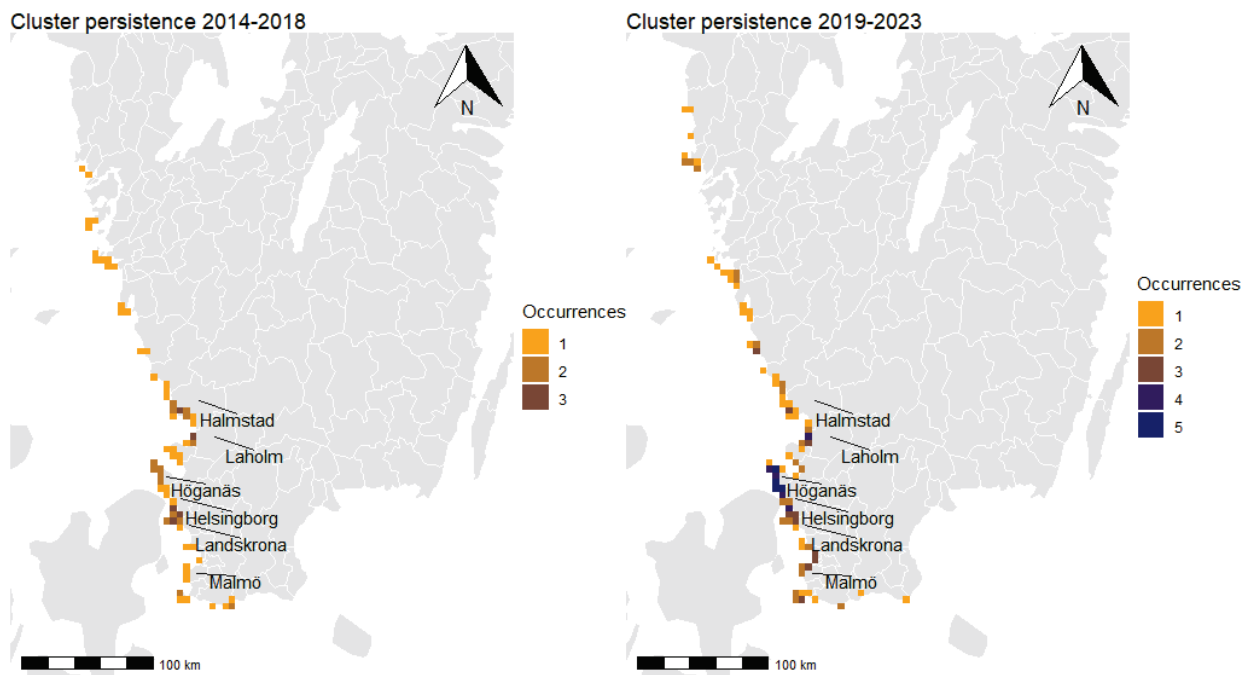 Cluster persistence 2014-2018
N
Occurrences
1
2
3
Halmstad
Laholm
Höganäs
Helsingborg
Landskrona
Malmö
100 km
Cluster persistence 2019-2023
N
Occurrences
1
2
3
4
5
Halmstad
Laholm
Höganäs
Helsingborg
Landskrona
Malmö
100 km